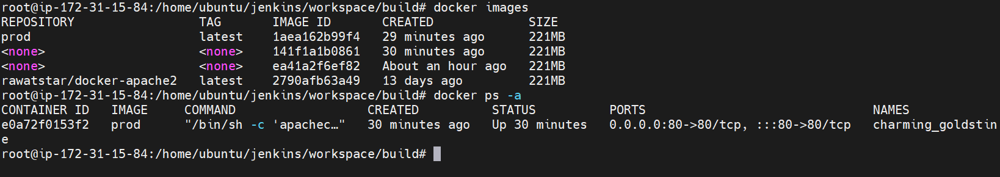 root@ip-172-31-15-84:/home/ubuntu/jenkins/workspace/build# docker images
REPOSITORY                 TAG       IMAGE ID       CREATED             SIZE
prod                       latest    1aea162b99f4   29 minutes ago      221MB
<none>                     <none>    141f1a1b0861   30 minutes ago      221MB
<none>                     <none>    ea41a2f6ef82   About an hour ago   221MB
rawatstar/docker-apache2   latest    2790afb63a49   13 days ago         221MB
root@ip-172-31-15-84:/home/ubuntu/jenkins/workspace/build# docker ps -a
CONTAINER ID   IMAGE     COMMAND                  CREATED          STATUS          PORTS                               NAMES
e0a72f0153f2   prod      "/bin/sh -c 'apachec…"   30 minutes ago   Up 30 minutes   0.0.0.0:80->80/tcp, :::80->80/tcp   charming_goldstin
e
root@ip-172-31-15-84:/home/ubuntu/jenkins/workspace/build#